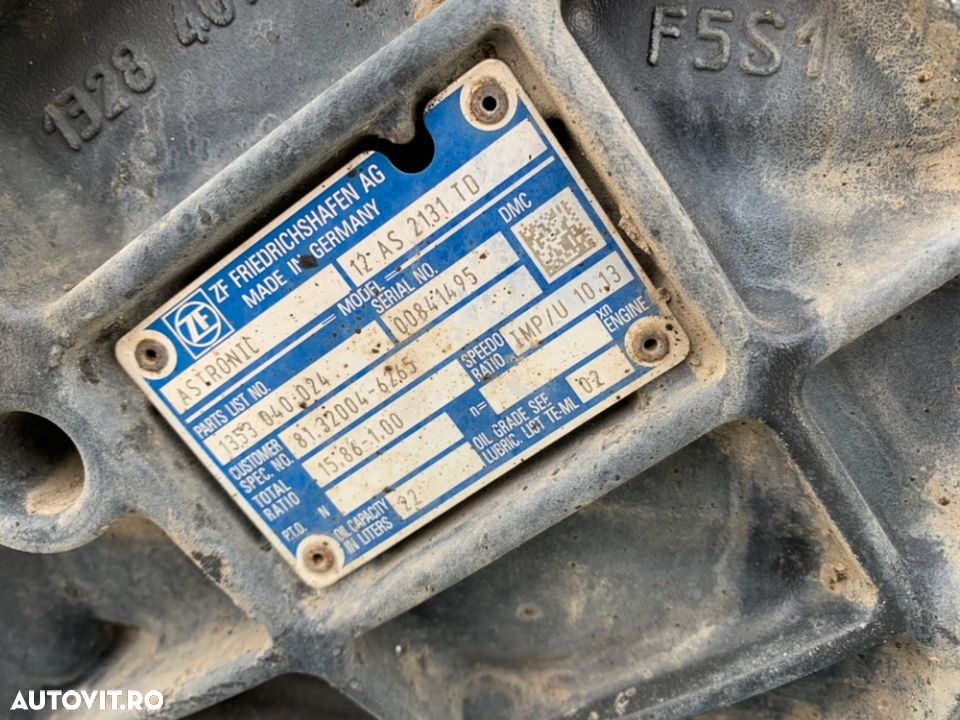 1328 40
F5S1
ZF FRIEDRICHSHAFEN AG
MADE IN GERMANY
ZF
ASTRONIC
MODEL 12 AS 2131 TD
PARTS LIST NO. SERIAL NO. DMC
1353 040-024 00841495
CUSTOMER SPEC. NO. 81.32004-6265
TOTAL RATIO 15.86-1.00 SPEEDO RATIO IMP/U 10.13
P.T.O. N n= Xn ENGINE
OIL CAPACITY IN LITERS 22 OIL GRADE SEE LUBRIC. LIST TE-ML 02
AUTOVIT.RO